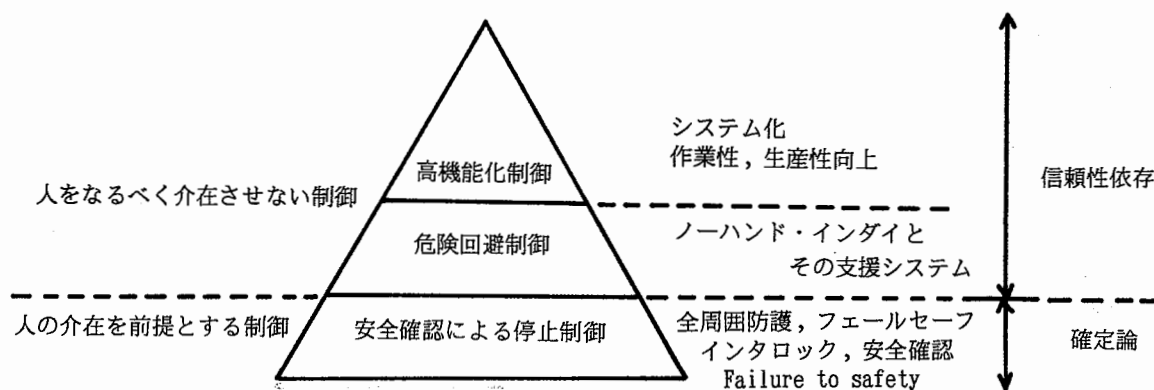 システム化
作業性,生産性向上
高機能化制御
信頼性依存
人をなるべく介在させない制御
ノーハンド・インダイと
その支援システム
危険回避制御
人の介在を前提とする制御
安全確認による停止制御
全周囲防護,フェールセーフ
インタロック,安全確認
Failure to safety
確定論